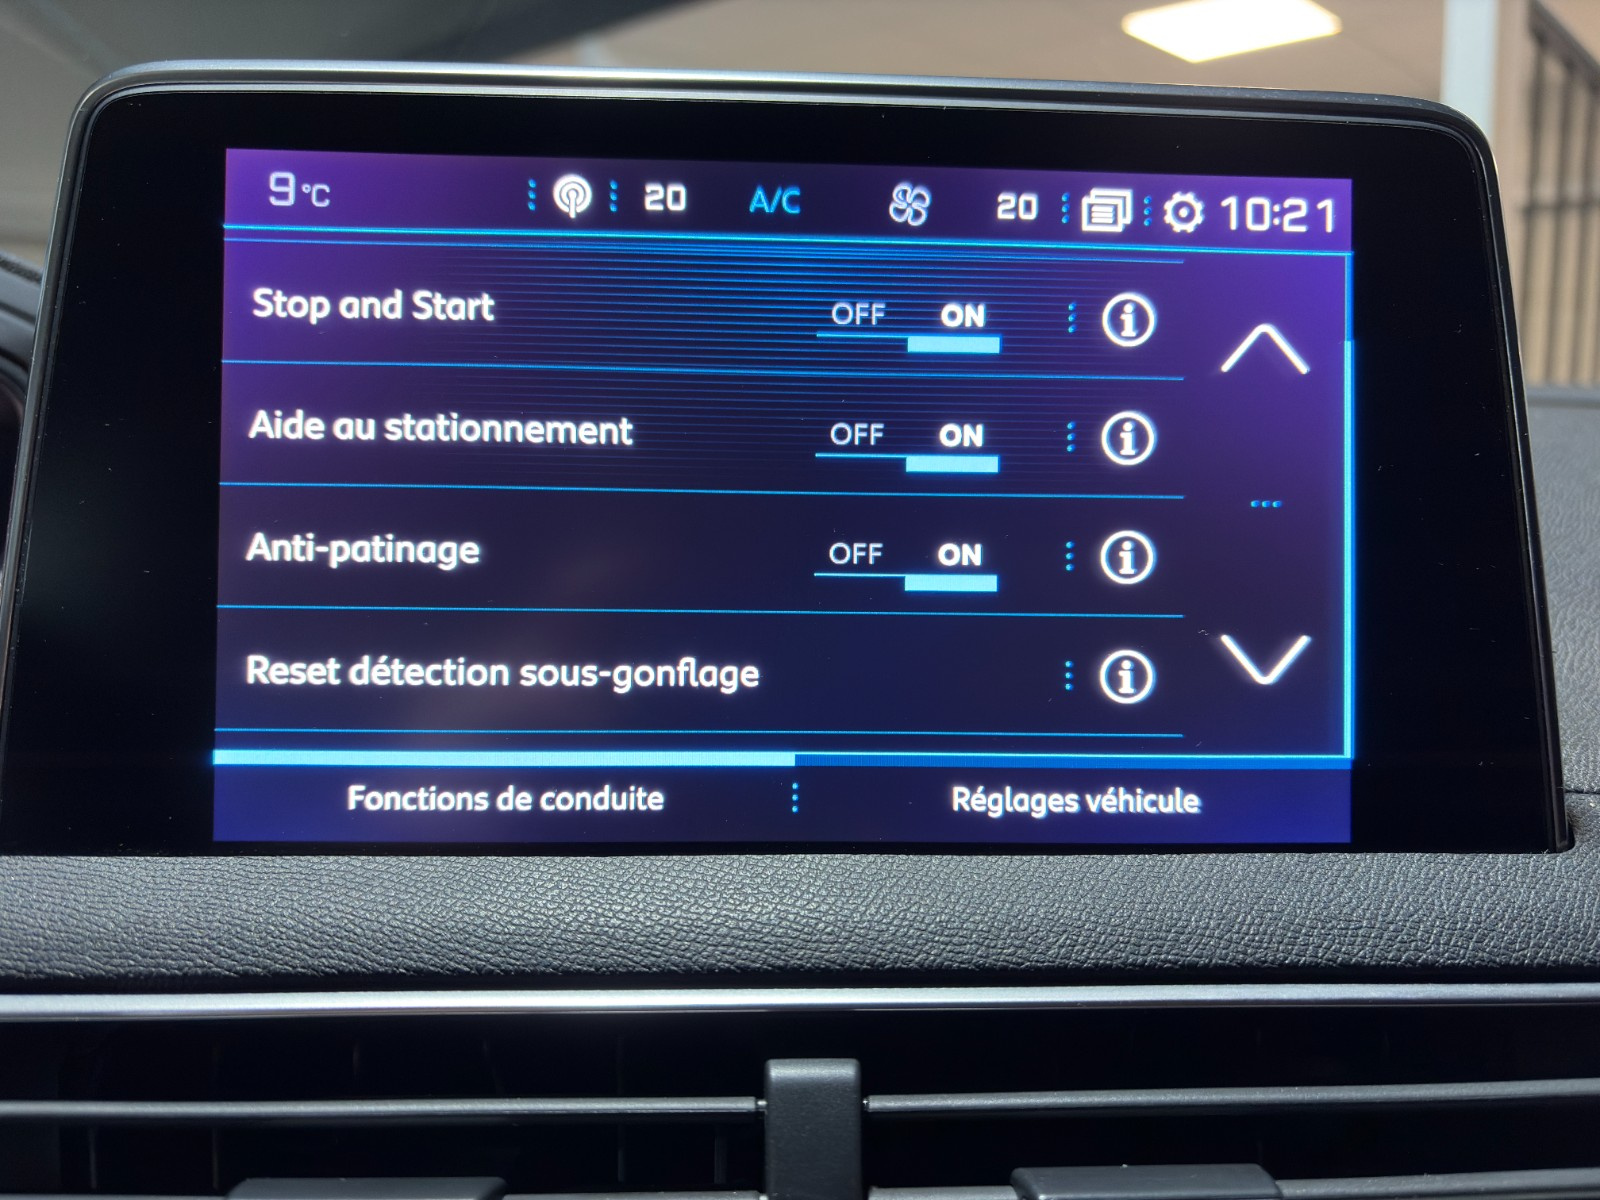 9°C 20 A/C 20 10:21
Stop and Start OFF ON
Aide au stationnement OFF ON
Anti-patinage OFF ON
Reset détection sous-gonflage
Fonctions de conduite Réglages véhicule